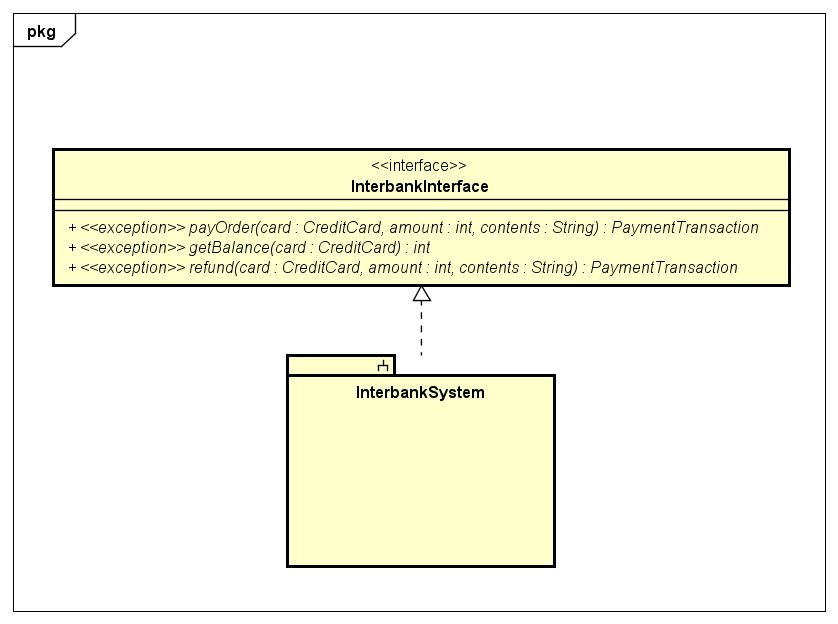 pkg
<<interface>>
InterbankInterface
+ <<exception>> payOrder(card : CreditCard, amount : int, contents : String) : PaymentTransaction
+ <<exception>> getBalance(card : CreditCard) : int
+ <<exception>> refund(card : CreditCard, amount : int, contents : String) : PaymentTransaction
InterbankSystem